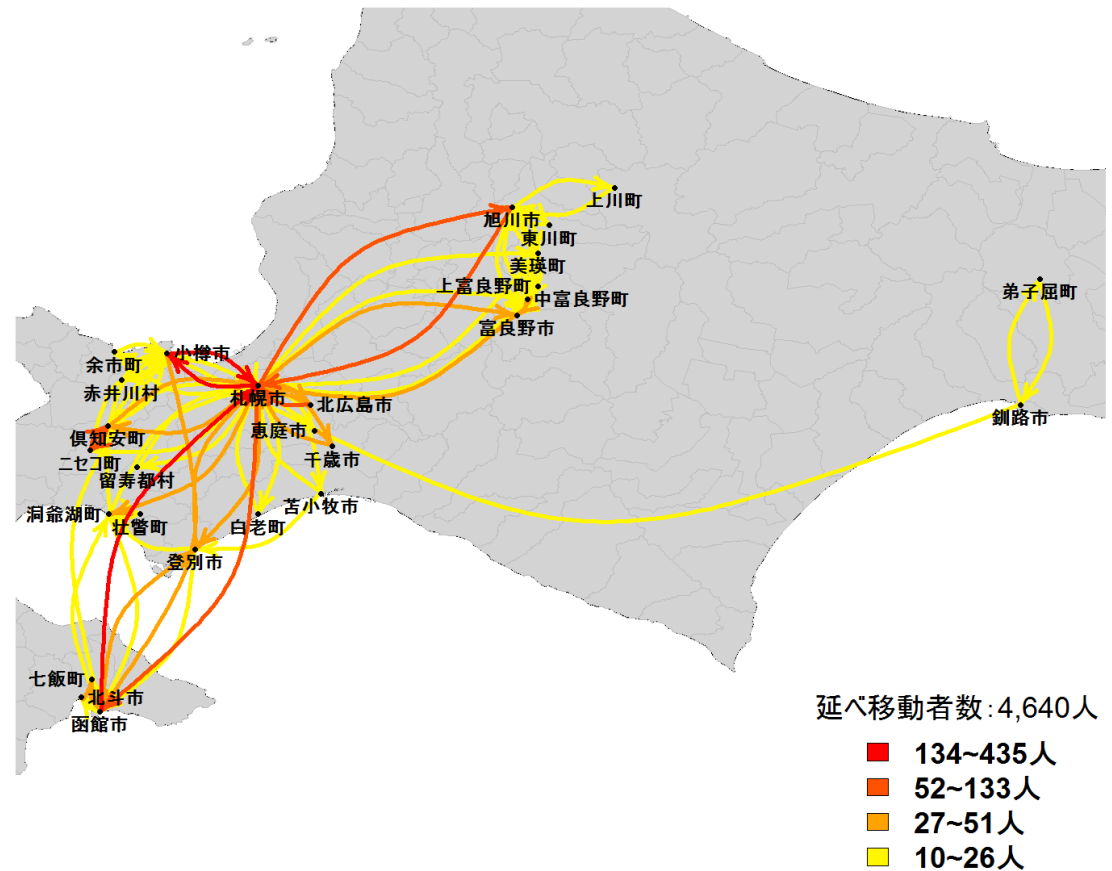 上川町
旭川市
東川町
美瑛町
上富良野町
中富良野町
弟子屈町
富良野市
小樽市
余市町
赤井川村
札幌市
北広島市
釧路市
倶知安町
恵庭市
ニセコ町
千歳市
留寿都村
洞爺湖町
壮瞥町
白老町
苫小牧市
登別市
七飯町
北斗市
函館市
延べ移動者数:4,640人
134~435人
52~133人
27~51人
10~26人